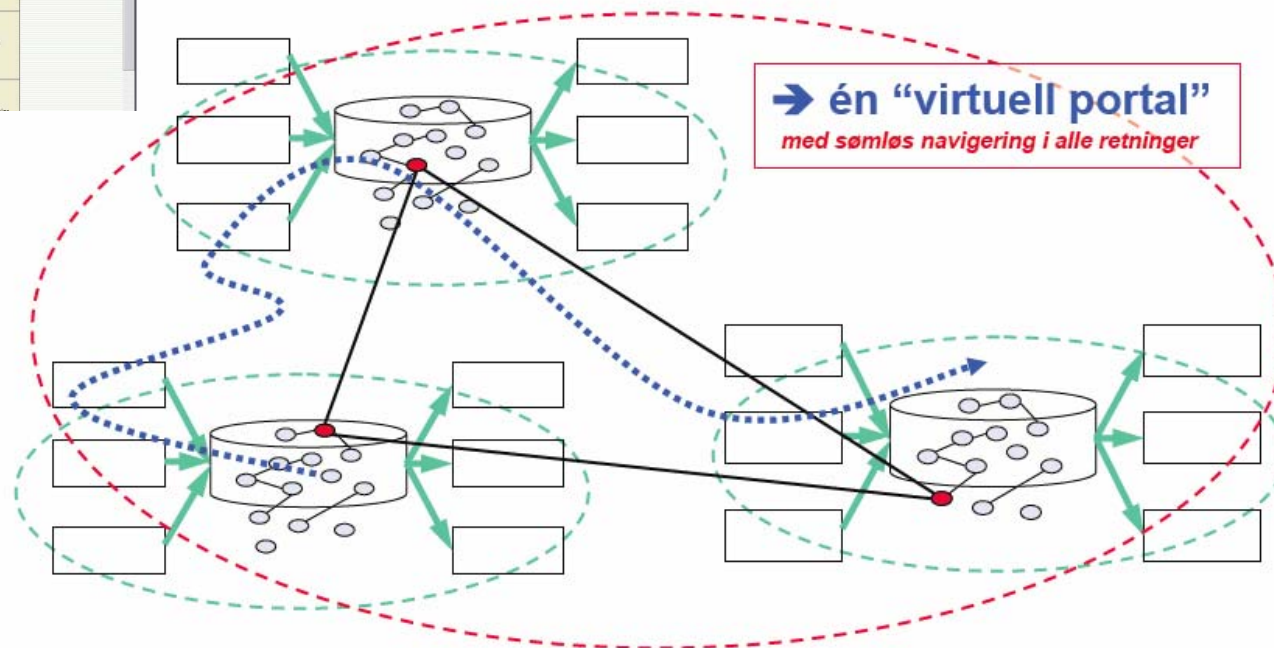 ➔ én “virtuell portal”
med sømløs navigering i alle retninger